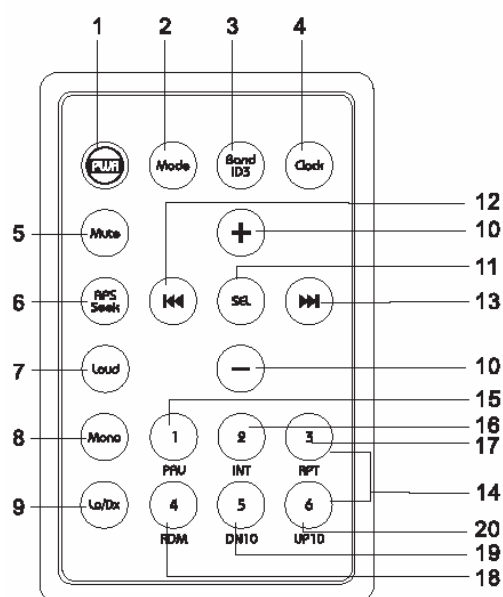 1 2 3 4
PWR Mode Band ID3 Clock
12
5 Mute + 10
11
6 APS Seek SEL 13
7 Loud − 10
15
16
8 Mono 1 2 3 17
PAU INT RPT
14
9 Lo/Dx 4 5 6
20
RDM DN10 UP10
19
18